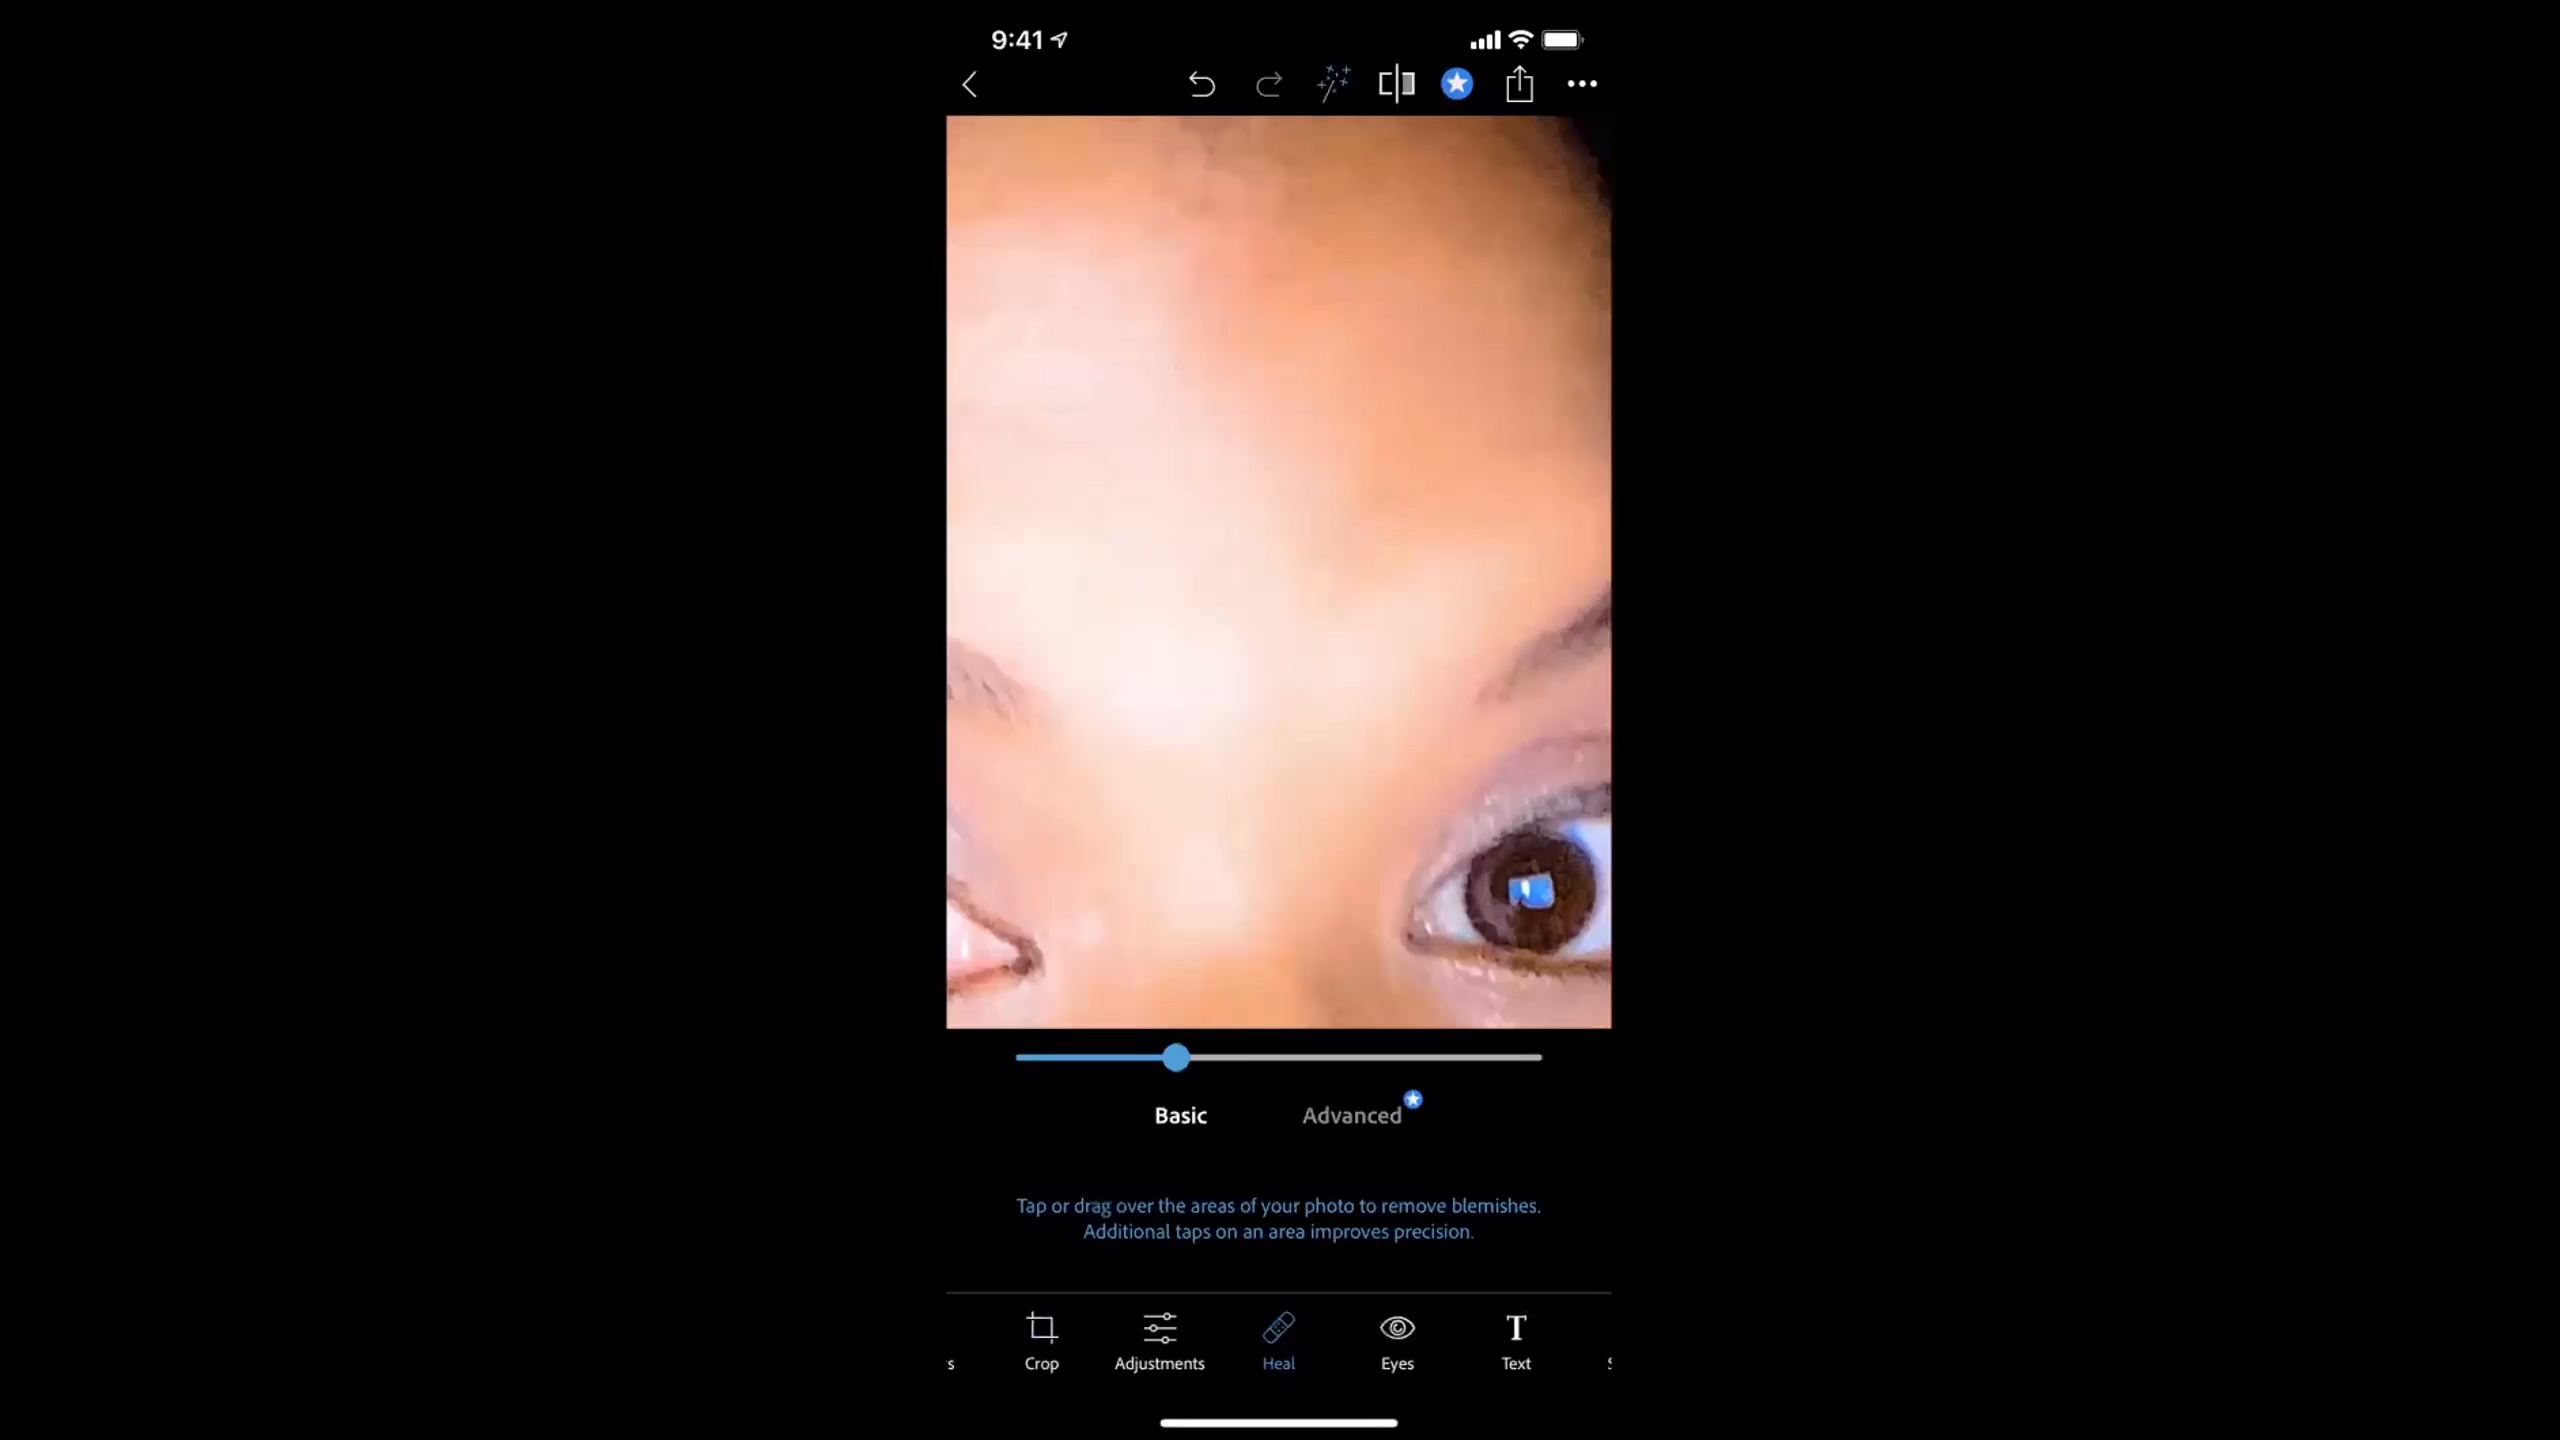 9:41
Basic
Advanced
Tap or drag over the areas of your photo to remove blemishes.
Additional taps on an area improves precision.
s
Crop
Adjustments
Heal
Eyes
T
Text